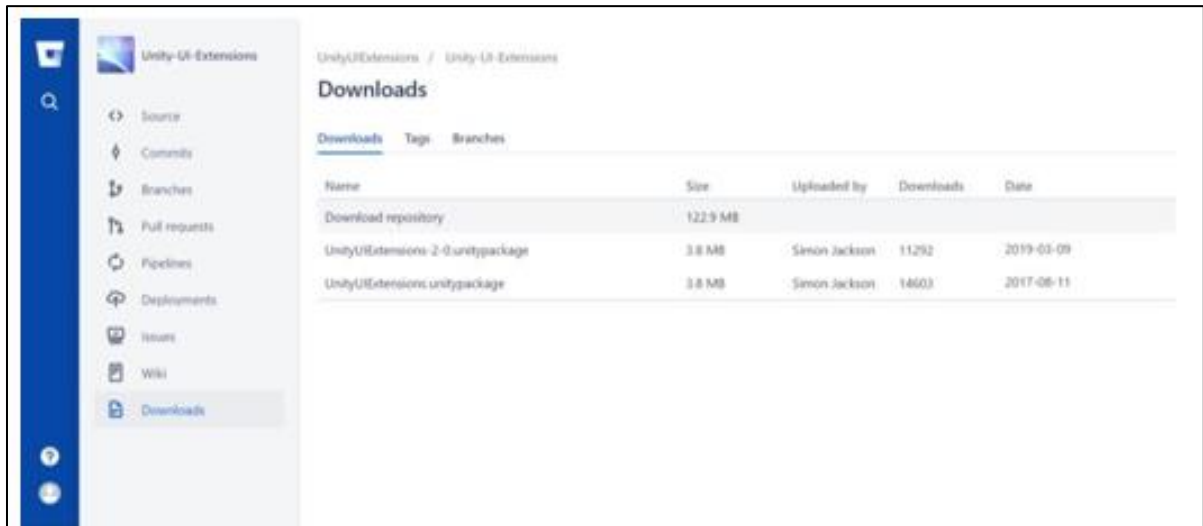 Unity-UI-Extensions
Source
Commits
Branches
Pull requests
Pipelines
Deployments
Issues
Wiki
Downloads
UnityUIExtensions / Unity-UI-Extensions
Downloads
Downloads Tags Branches
Name Size Uploaded by Downloads Date
Download repository 122.9 MB
UnityUIExtensions-2-0.unitypackage 3.8 MB Simon Jackson 11292 2019-03-09
UnityUIExtensions.unitypackage 3.8 MB Simon Jackson 14603 2017-08-11